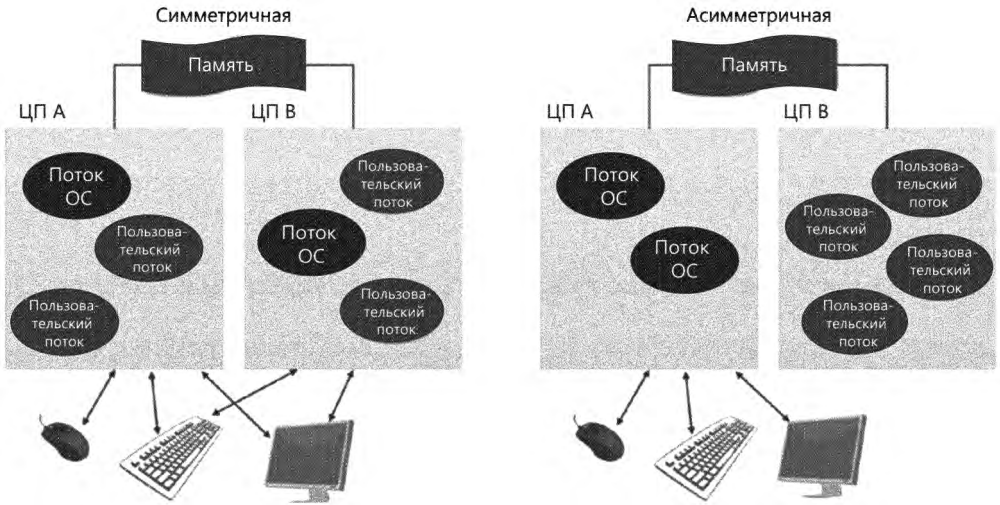 Симметричная
Память
ЦП А
ЦП В
Поток
ОС
Пользова-
тельский
поток
Пользова-
тельский
поток
Пользова-
тельский
поток
Поток
ОС
Пользова-
тельский
поток
Асимметричная
Память
ЦП А
ЦП В
Поток
ОС
Поток
ОС
Пользова-
тельский
поток
Пользова-
тельский
поток
Пользова-
тельский
поток
Пользова-
тельский
поток